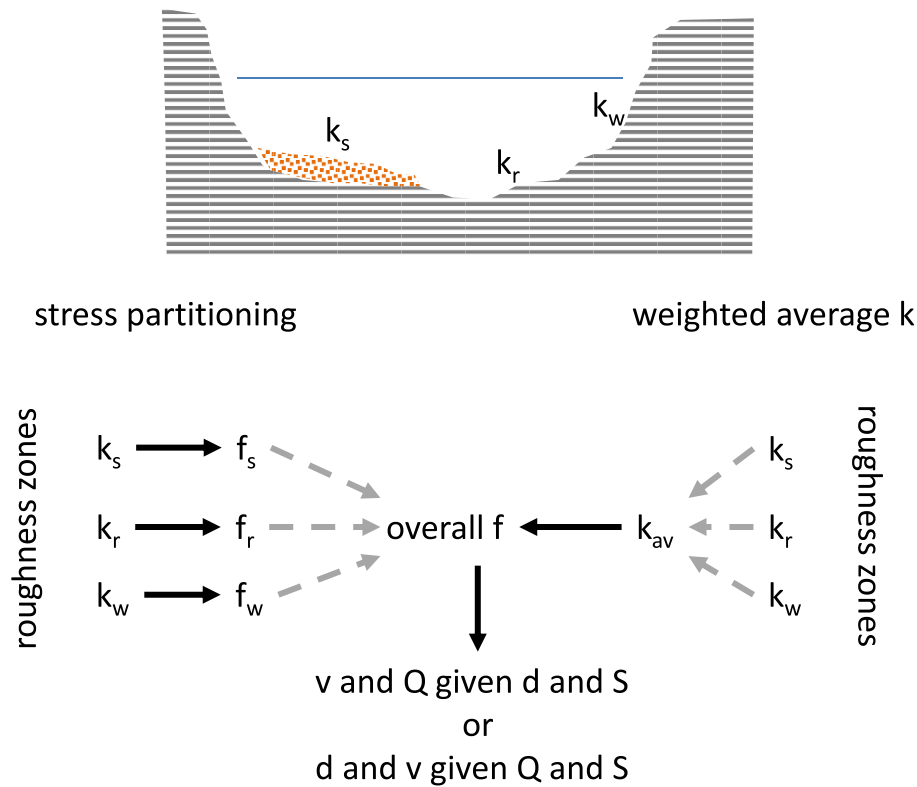 k_w
k_s
k_r
stress partitioning
weighted average k
roughness zones
k_s f_s
k_r f_r
k_w f_w
overall f
k_av
k_s
k_r
k_w
roughness zones
v and Q given d and S
or
d and v given Q and S